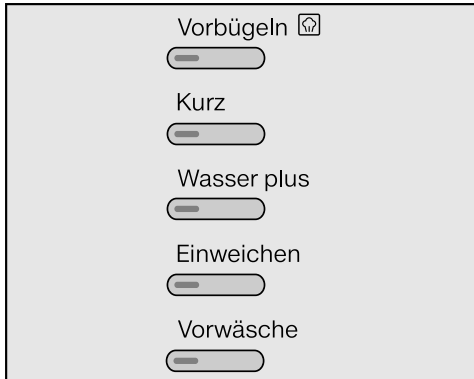 Vorbügeln
Kurz
Wasser plus
Einweichen
Vorwäsche